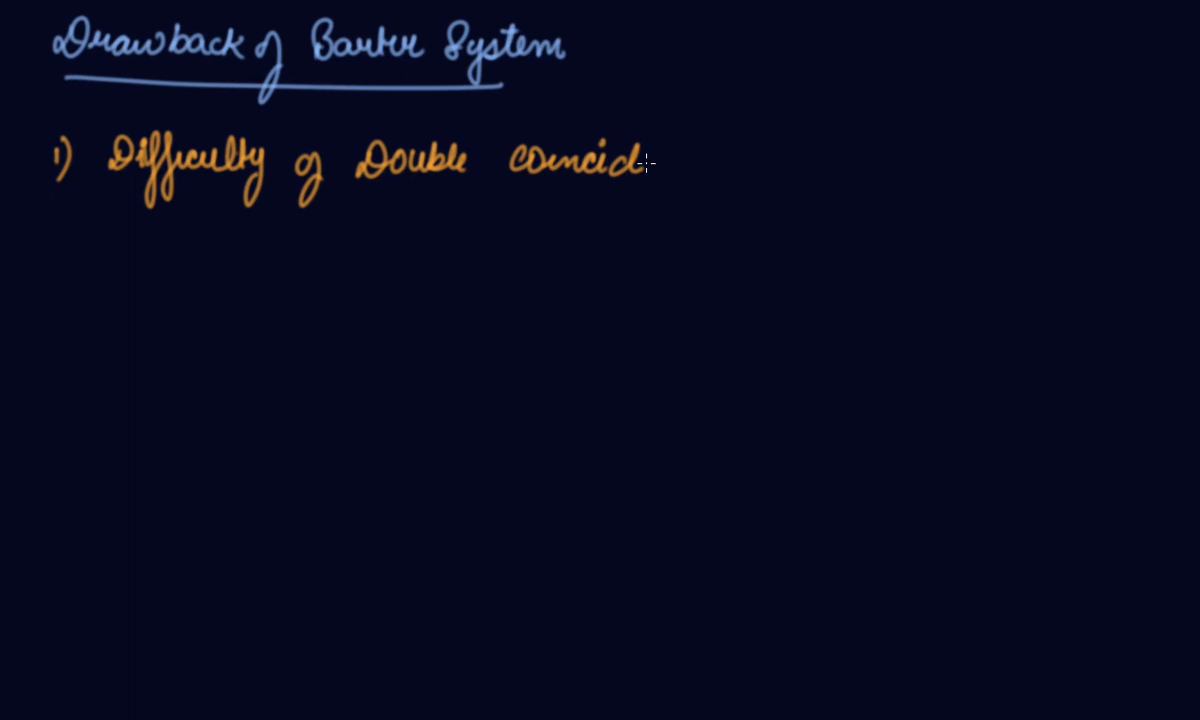 Drawback of Barter System
1) Difficulty of Double coincid